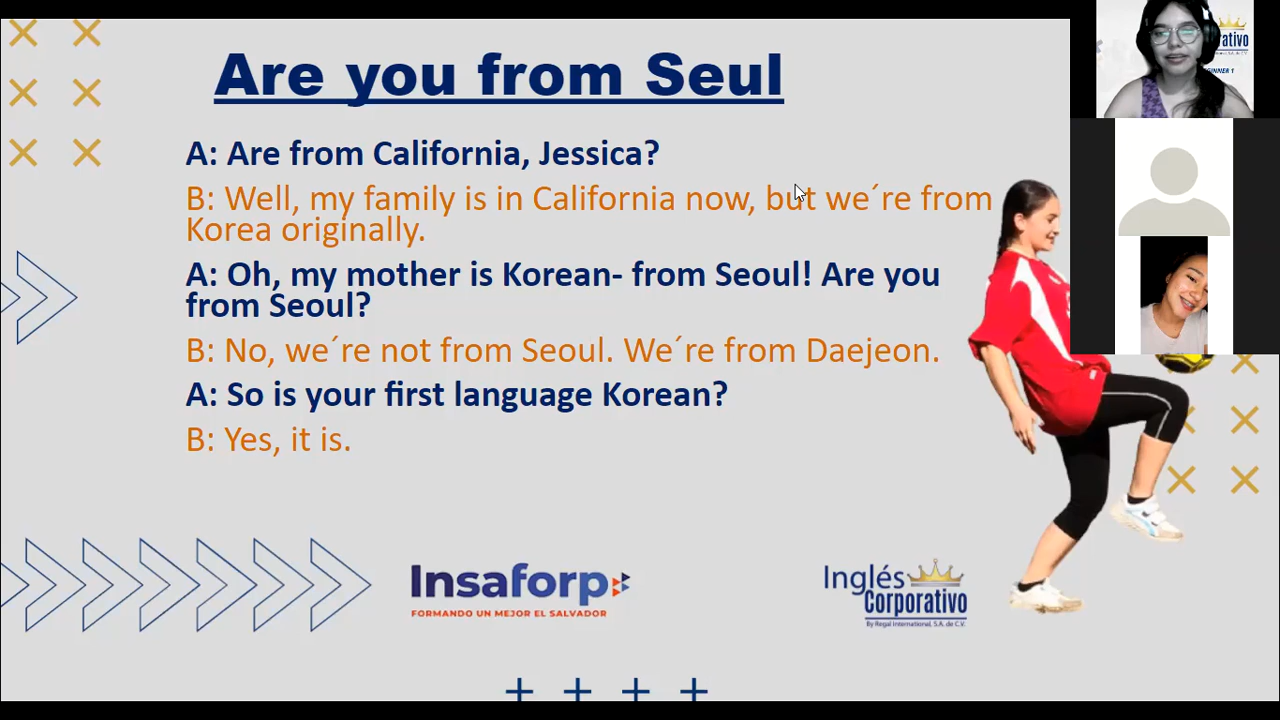 Are you from Seul
A: Are from California, Jessica?
B: Well, my family is in California now, but we´re from
Korea originally.
A: Oh, my mother is Korean- from Seoul! Are you
from Seoul?
B: No, we´re not from Seoul. We´re from Daejeon.
A: So is your first language Korean?
B: Yes, it is.
Insaforp
FORMANDO UN MEJOR EL SALVADOR
Inglés
Corporativo
By Regal International, S.A. de C.V.